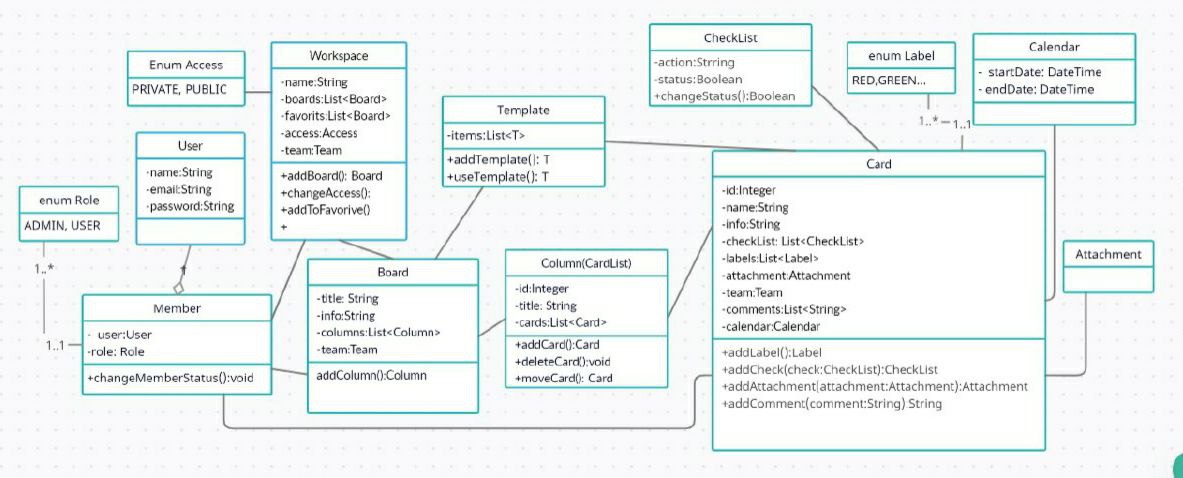 Enum Access
PRIVATE, PUBLIC
Workspace
-name:String
-boards:List<Board>
-favorits:List<Board>
-access:Access
-team:Team
+addBoard(): Board
+changeAccess():
+addToFavorive()
+
User
-name:String
-email:String
-password:String
enum Role
ADMIN, USER
1..*
1..1
Member
- user:User
-role: Role
+changeMemberStatus():void
Board
-title: String
-info:String
-columns:List<Column>
-team:Team
addColumn():Column
Template
-items:List<T>
+addTemplate(): T
+useTemplate(): T
Column(CardList)
-id:Integer
-title: String
-cards:List<Card>
+addCard():Card
+deleteCard():void
+moveCard(): Card
CheckList
-action:Strring
-status:Boolean
+changeStatus():Boolean
enum Label
RED,GREEN...
1..*
1..1
Calendar
- startDate: DateTime
- endDate: DateTime
Card
-id:Integer
-name:String
-info:String
-checkList: List<CheckList>
-labels:List<Label>
-attachment:Attachment
-team:Team
-comments:List<String>
-calendar:Calendar
+addLabel():Label
+addCheck(check:CheckList):CheckList
+addAttachment(attachment:Attachment):Attachment
+addComment(comment:String):String
Attachment